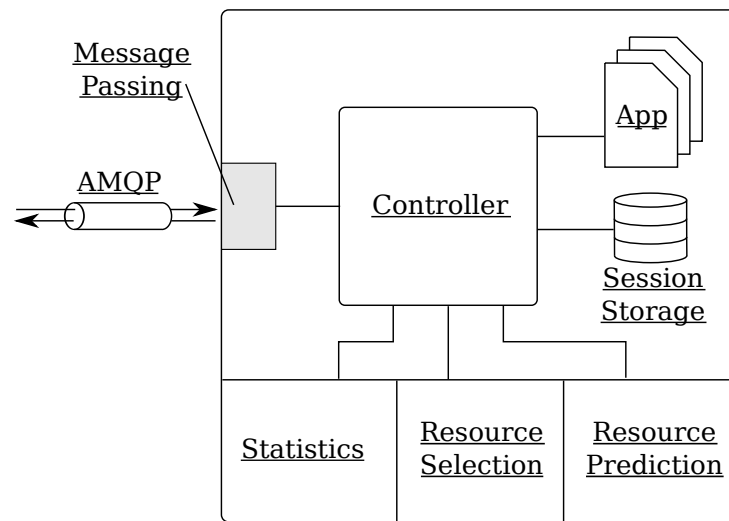 Message
Passing
App
AMQP
Controller
Session
Storage
Statistics
Resource
Selection
Resource
Prediction